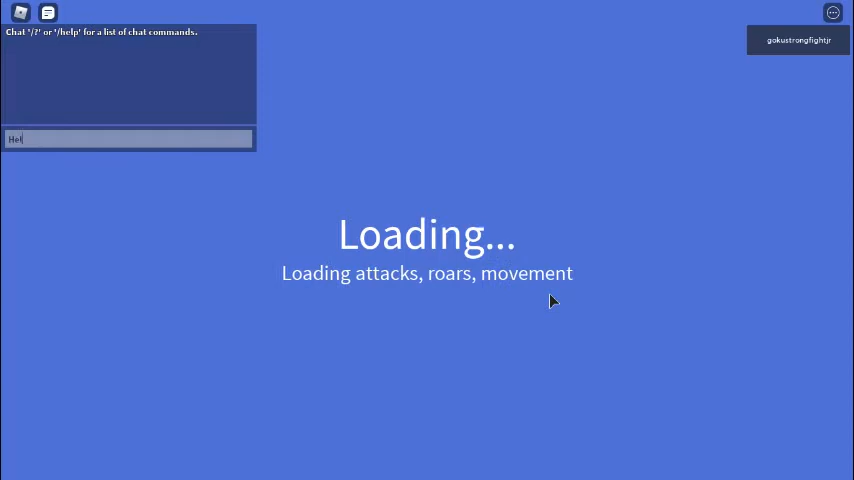 Chat '/?' or '/help' for a list of chat commands.
gokustrongfightjr
Hel
Loading...
Loading attacks, roars, movement